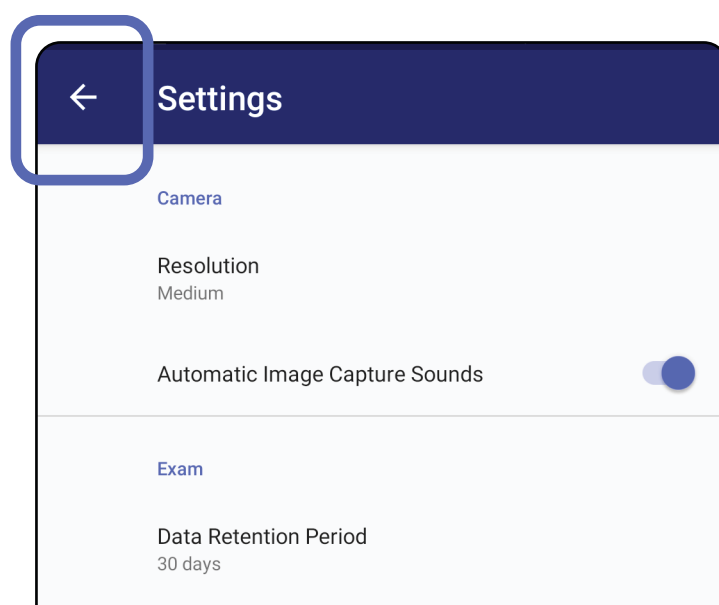 Settings
Camera
Resolution
Medium
Automatic Image Capture Sounds
Exam
Data Retention Period
30 days